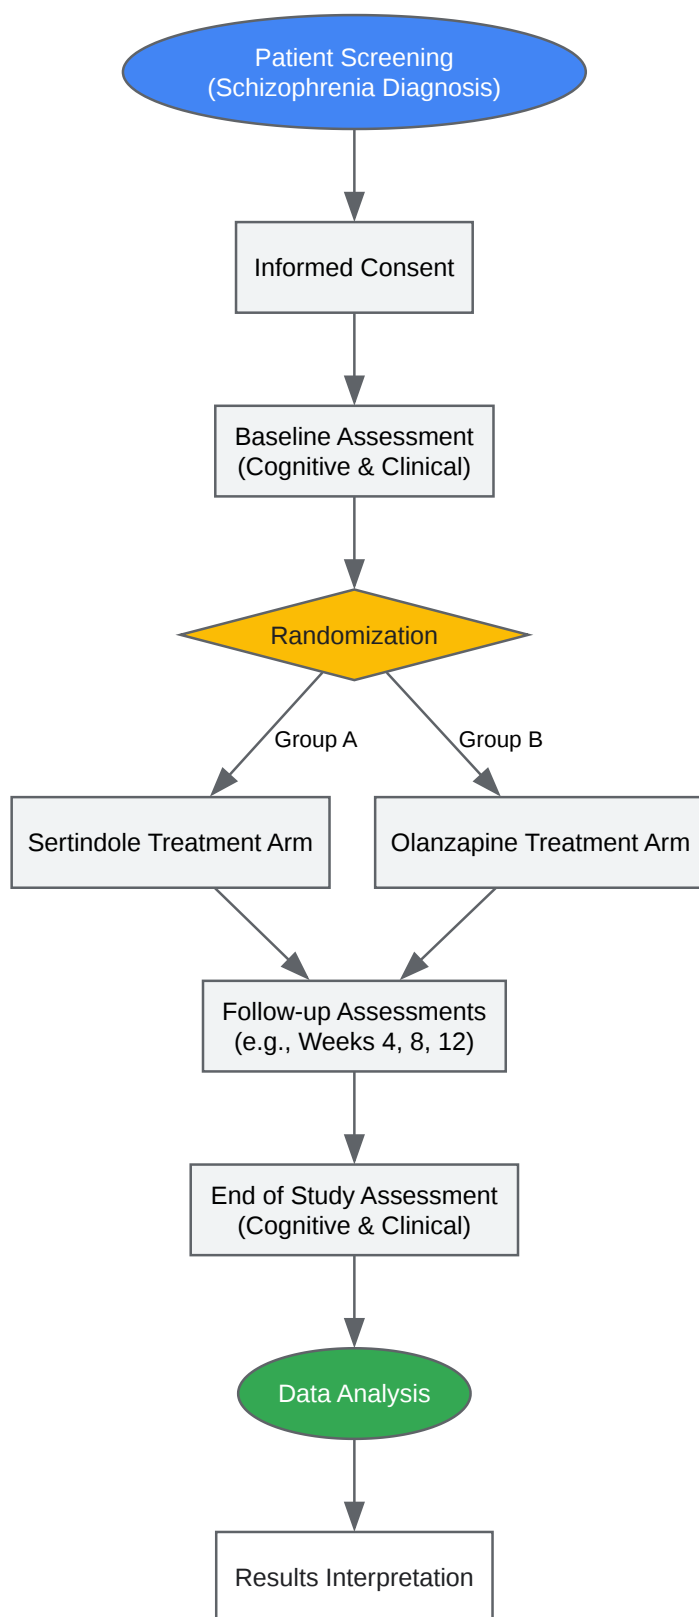 Patient Screening
(Schizophrenia Diagnosis)
Informed Consent
Baseline Assessment
(Cognitive & Clinical)
Randomization
Group A
Group B
Sertindole Treatment Arm
Olanzapine Treatment Arm
Follow-up Assessments
(e.g., Weeks 4, 8, 12)
End of Study Assessment
(Cognitive & Clinical)
Data Analysis
Results Interpretation